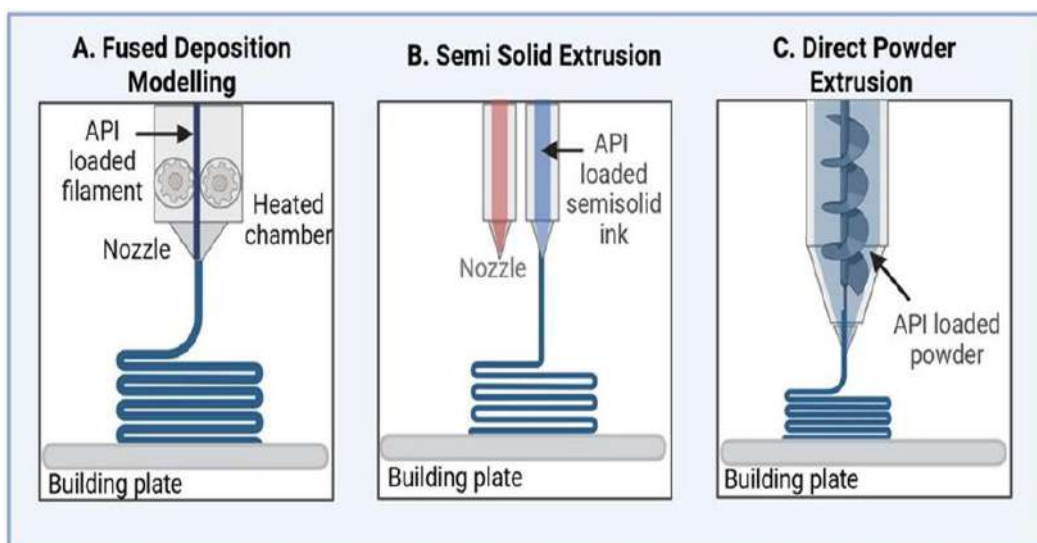 A. Fused Deposition
Modelling
API
loaded
filament
Heated
chamber
Nozzle
Building plate
B. Semi Solid Extrusion
API
loaded
semisolid
ink
Nozzle
Building plate
C. Direct Powder
Extrusion
API loaded
powder
Building plate